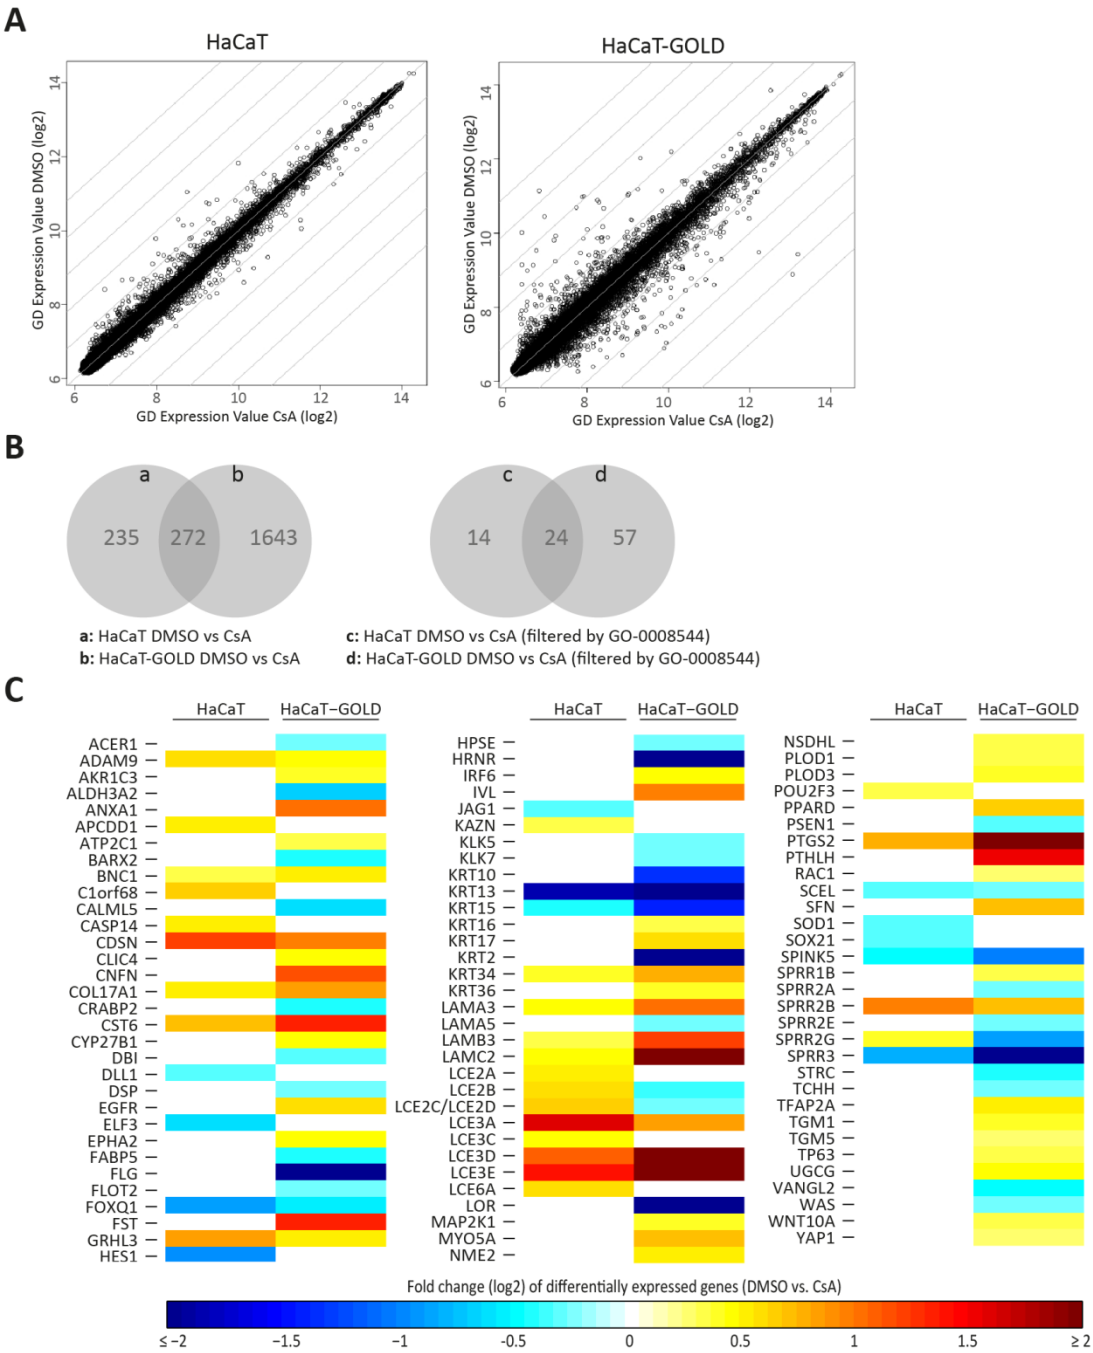 A
HaCaT
HaCaT-GOLD
GD Expression Value DMSO (log2)
14
12
10
8
6
6 8 10 12 14
GD Expression Value CsA (log2)
GD Expression Value DMSO (log2)
14
12
10
8
6
6 8 10 12 14
GD Expression Value CsA (log2)
B
a b
235 272 1643
c d
14 24 57
a: HaCaT DMSO vs CsA
b: HaCaT-GOLD DMSO vs CsA
c: HaCaT DMSO vs CsA (filtered by GO-0008544)
d: HaCaT-GOLD DMSO vs CsA (filtered by GO-0008544)
C
HaCaT HaCaT-GOLD
ACER1
ADAM9
AKR1C3
ALDH3A2
ANXA1
APCDD1
ATP2C1
BARX2
BNC1
C1orf68
CALML5
CASP14
CDSN
CLIC4
CNFN
COL17A1
CRABP2
CST6
CYP27B1
DBI
DLL1
DSP
EGFR
ELF3
EPHA2
FABP5
FLG
FLOT2
FOXQ1
FST
GRHL3
HES1
HaCaT HaCaT-GOLD
HPSE
HRNR
IRF6
IVL
JAG1
KAZN
KLK5
KLK7
KRT10
KRT13
KRT15
KRT16
KRT17
KRT2
KRT34
KRT36
LAMA3
LAMA5
LAMB3
LAMC2
LCE2A
LCE2B
LCE2C/LCE2D
LCE3A
LCE3C
LCE3D
LCE3E
LCE6A
LOR
MAP2K1
MYO5A
NME2
HaCaT HaCaT-GOLD
NSDHL
PLOD1
PLOD3
POU2F3
PPARD
PSEN1
PTGS2
PTHLH
RAC1
SCEL
SFN
SOD1
SOX21
SPINK5
SPRR1B
SPRR2A
SPRR2B
SPRR2E
SPRR2G
SPRR3
STRC
TCHH
TFAP2A
TGM1
TGM5
TP63
UGCG
VANGL2
WAS
WNT10A
YAP1
Fold change (log2) of differentially expressed genes (DMSO vs. CsA)
≤ −2 −1.5 −1 -0.5 0 0.5 1 1.5 ≥ 2